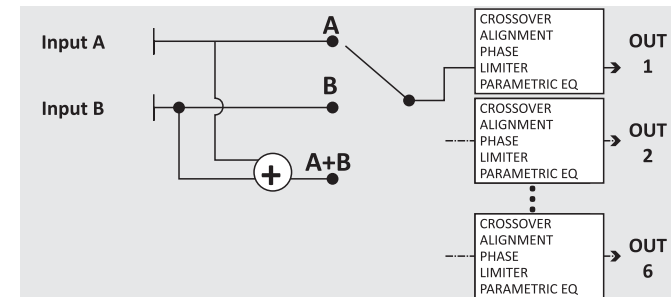 Input A
A
CROSSOVER
ALIGNMENT
PHASE
LIMITER
PARAMETRIC EQ
OUT
1
Input B
B
CROSSOVER
ALIGNMENT
PHASE
LIMITER
PARAMETRIC EQ
OUT
2
+
A+B
CROSSOVER
ALIGNMENT
PHASE
LIMITER
PARAMETRIC EQ
OUT
6